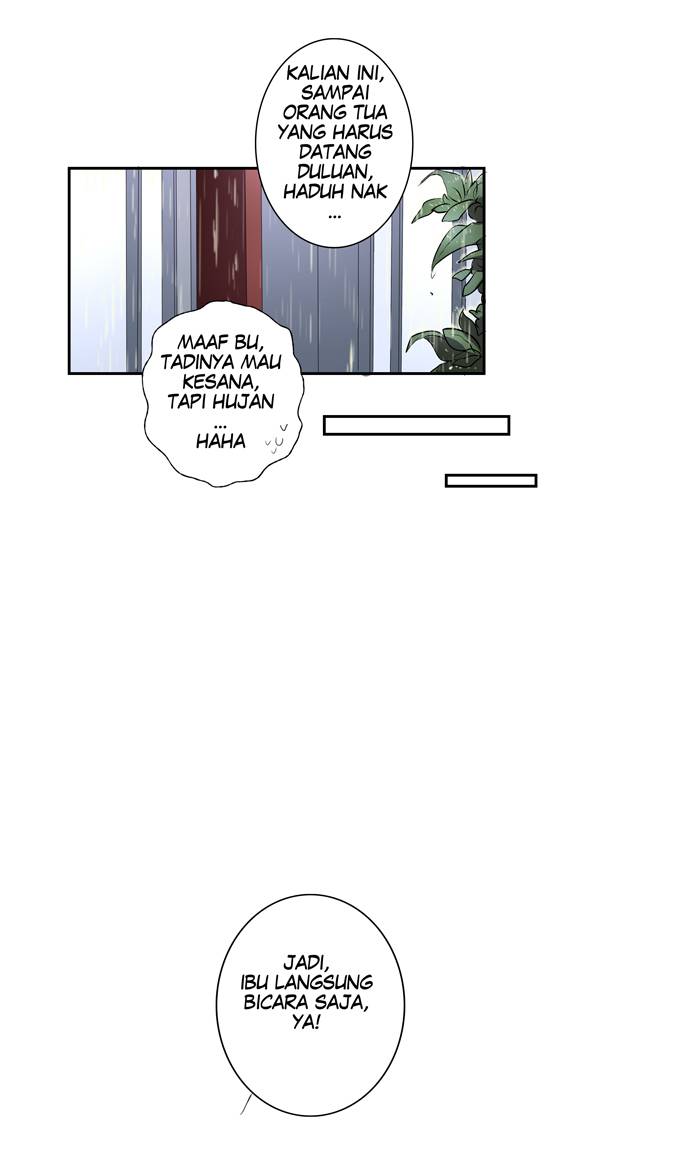 KALIAN INI,
SAMPAI
ORANG TUA
YANG HARUS
DATANG
DULUAN,
HADUH NAK
...
MAAF BU,
TADINYA MAU
KESANA,
TAPI HUJAN
...
HAHA
JADI,
IBU LANGSUNG
BICARA SAJA,
YA!